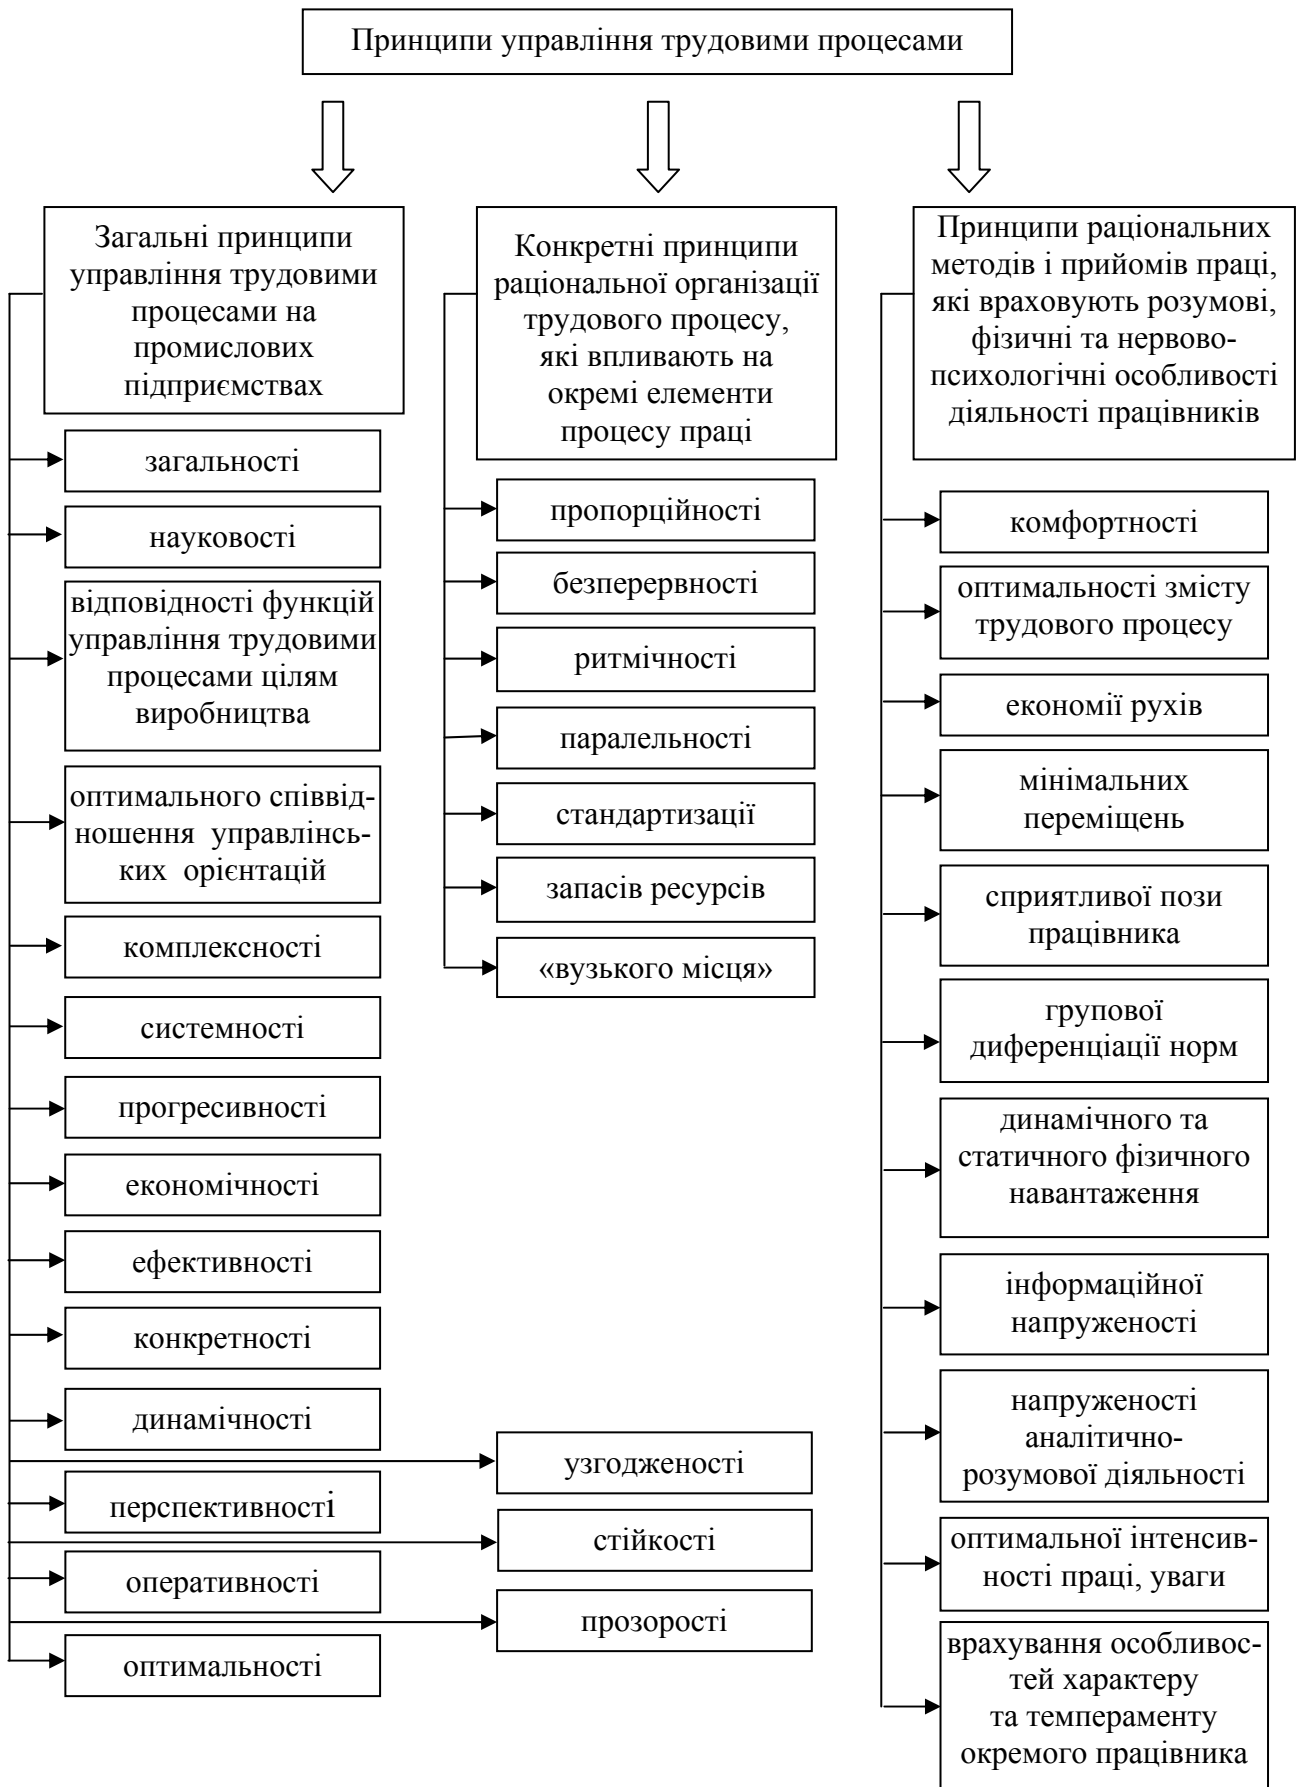 Принципи управління трудовими процесами
Загальні принципи
управління трудовими
процесами на
промислових
підприємствах
загальності
науковості
відповідності функцій
управління трудовими
процесами цілям
виробництва
оптимального співвід-
ношення управлінсь-
ких орієнтацій
комплексності
системності
прогресивності
економічності
ефективності
конкретності
динамічності
перспективності
оперативності
оптимальності
узгодженості
стійкості
прозорості
Конкретні принципи
раціональної організації
трудового процесу,
які впливають на
окремі елементи
процесу праці
пропорційності
безперервності
ритмічності
паралельності
стандартизації
запасів ресурсів
«вузького місця»
Принципи раціональних
методів і прийомів праці,
які враховують розумові,
фізичні та нервово-
психологічні особливості
діяльності працівників
комфортності
оптимальності змісту
трудового процесу
економії рухів
мінімальних
переміщень
сприятливої пози
працівника
групової
диференціації норм
динамічного та
статичного фізичного
навантаження
інформаційної
напруженості
напруженості
аналітично-
розумової діяльності
оптимальної інтенсив-
ності праці, уваги
врахування особливос-
тей характеру
та темпераменту
окремого працівника